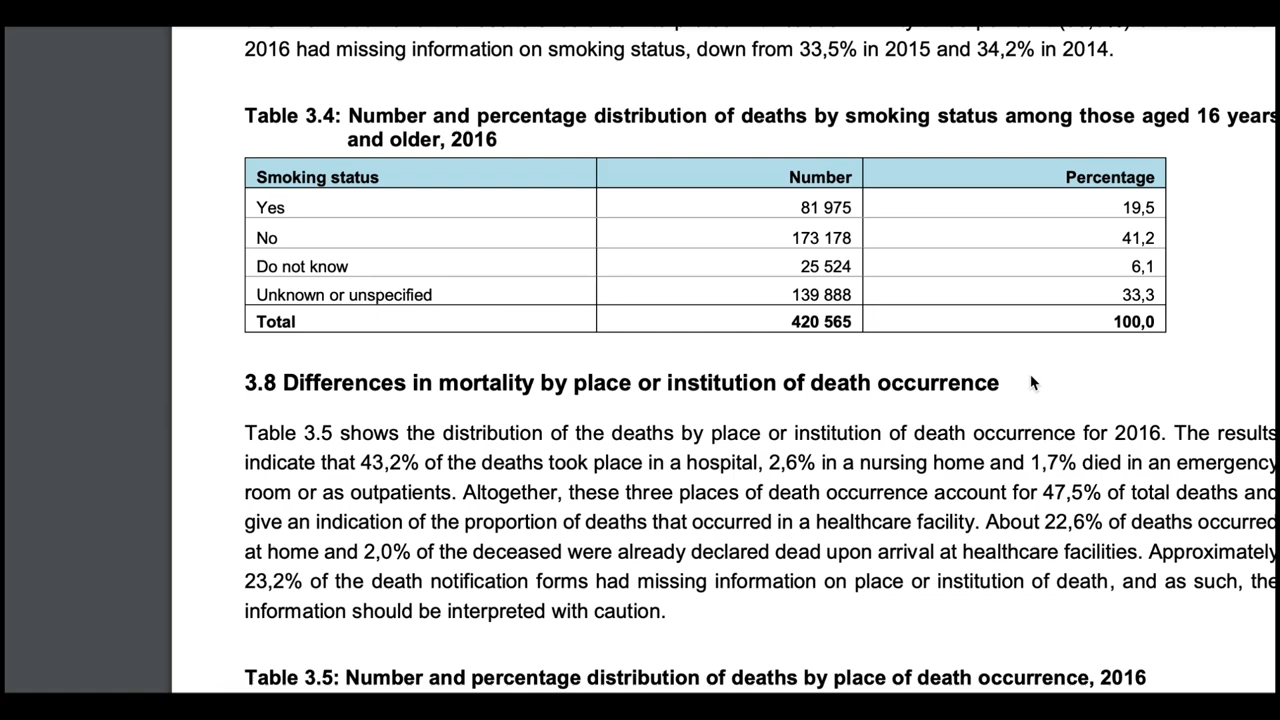 2016 had missing information on smoking status, down from 33,5% in 2015 and 34,2% in 2014.
Table 3.4: Number and percentage distribution of deaths by smoking status among those aged 16 years
and older, 2016
Smoking status Number Percentage
Yes 81 975 19,5
No 173 178 41,2
Do not know 25 524 6,1
Unknown or unspecified 139 888 33,3
Total 420 565 100,0
3.8 Differences in mortality by place or institution of death occurrence
Table 3.5 shows the distribution of the deaths by place or institution of death occurrence for 2016. The results
indicate that 43,2% of the deaths took place in a hospital, 2,6% in a nursing home and 1,7% died in an emergency
room or as outpatients. Altogether, these three places of death occurrence account for 47,5% of total deaths and
give an indication of the proportion of deaths that occurred in a healthcare facility. About 22,6% of deaths occurred
at home and 2,0% of the deceased were already declared dead upon arrival at healthcare facilities. Approximately
23,2% of the death notification forms had missing information on place or institution of death, and as such, the
information should be interpreted with caution.
Table 3.5: Number and percentage distribution of deaths by place of death occurrence, 2016